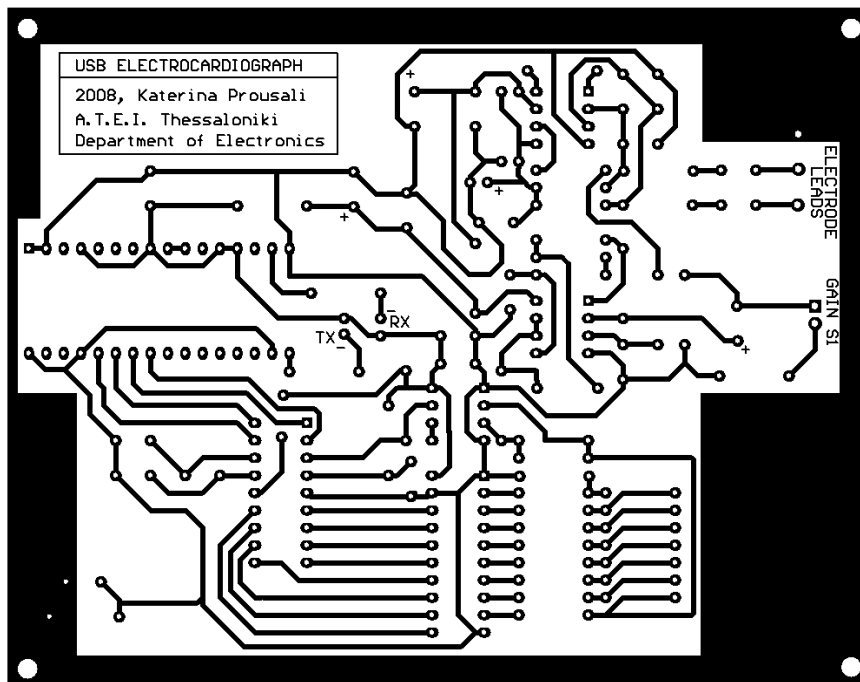 USB ELECTROCARDIOGRAPH
2008, Katerina Prousali
A.T.E.I. Thessaloniki
Department of Electronics
+
+
+
+
ELECTRODE
LEADS
GAIN S1
RX
-
TX
-